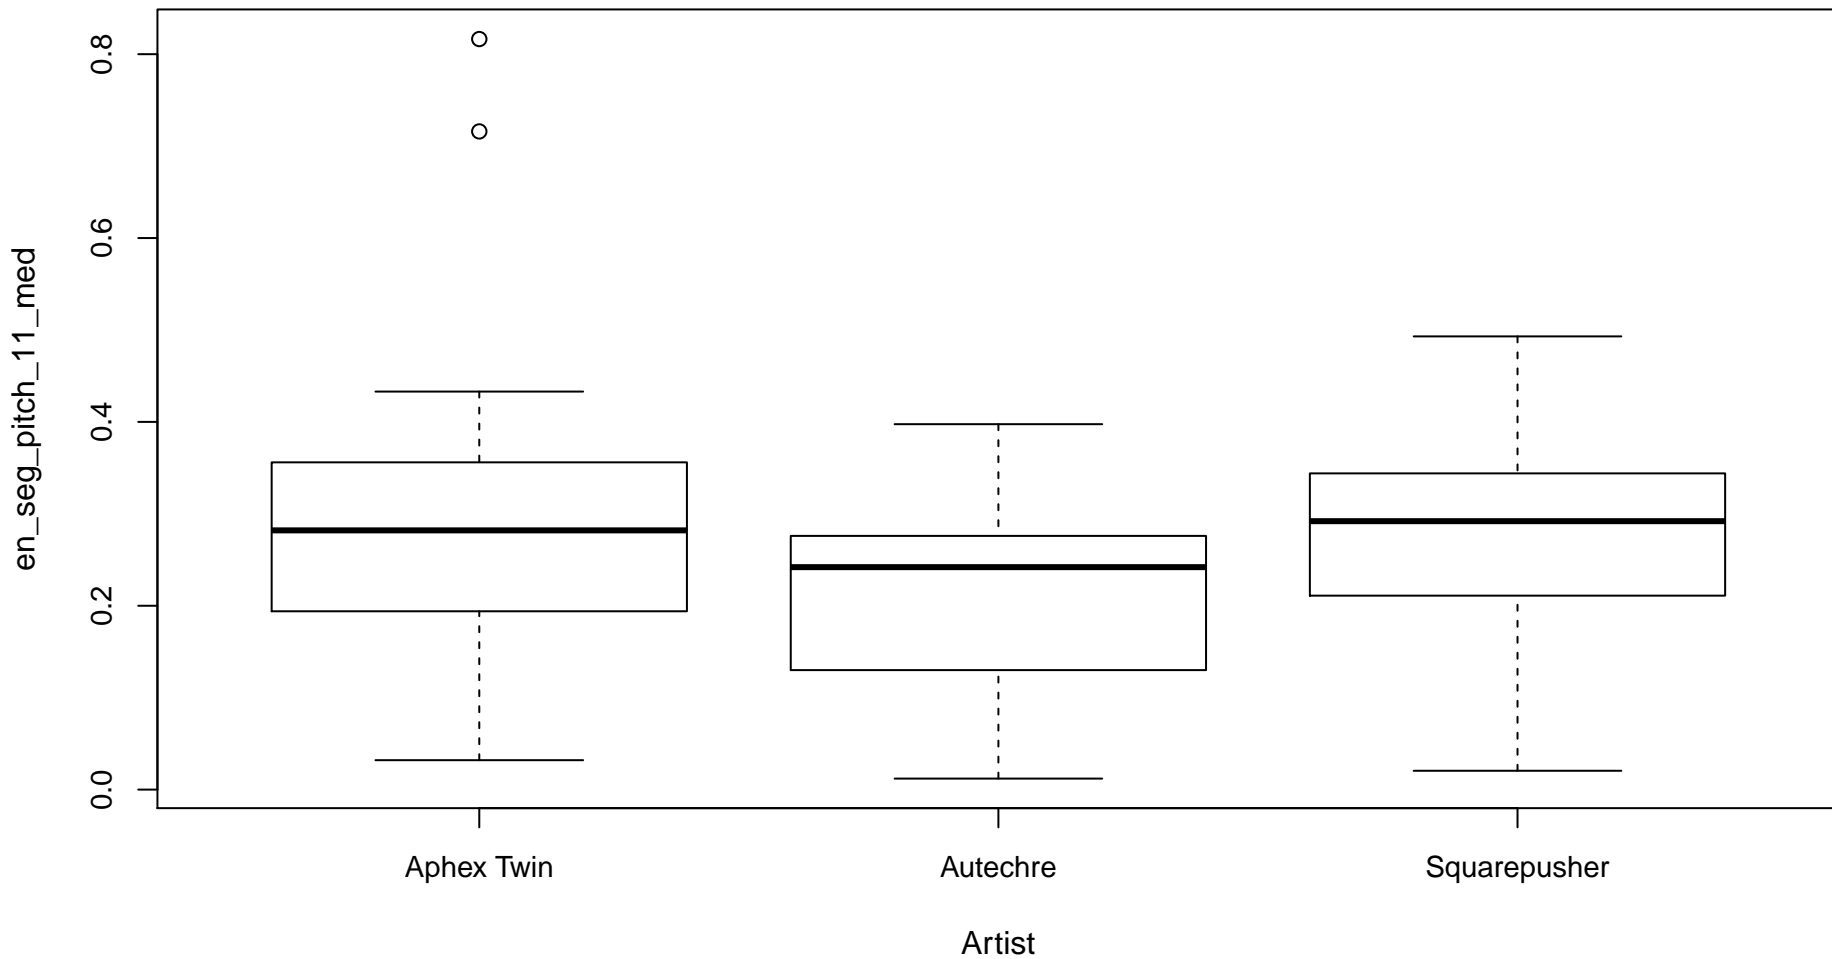 en_seg_pitch_11_med
0.8
0.6
0.4
0.2
0.0
Aphex Twin
Autechre
Squarepusher
Artist